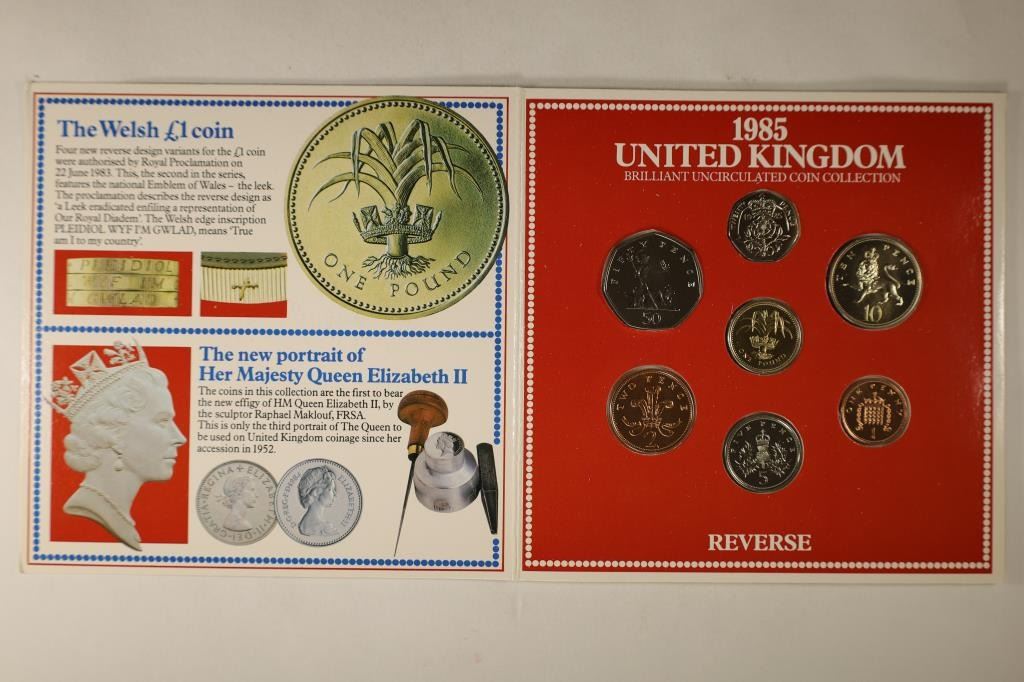 The Welsh £1 coin
Four new reverse design variants for the £1 coin
were authorised by Royal Proclamation on
22 June 1983. This, the second in the series,
features the national Emblem of Wales – the leek.
The proclamation describes the reverse design as
'a Leek eradicated enfiling a representation of
Our Royal Diadem'. The Welsh edge inscription
PLEIDIOL WYF I'M GWLAD, means 'True
am I to my country'.
PLEIDIOL
WYF I'M
GWLAD
ONE POUND
The new portrait of
Her Majesty Queen Elizabeth II
The coins in this collection are the first to bear
the new effigy of HM Queen Elizabeth II, by
the sculptor Raphael Maklouf, FRSA.
This is only the third portrait of The Queen to
be used on United Kingdom coinage since her
accession in 1952.
1985
UNITED KINGDOM
BRILLIANT UNCIRCULATED COIN COLLECTION
FIFTY PENCE
50
TEN PENCE
10
ONE POUND
TWO PENCE
2
FIVE PENCE
5
ONE PENNY
1
REVERSE